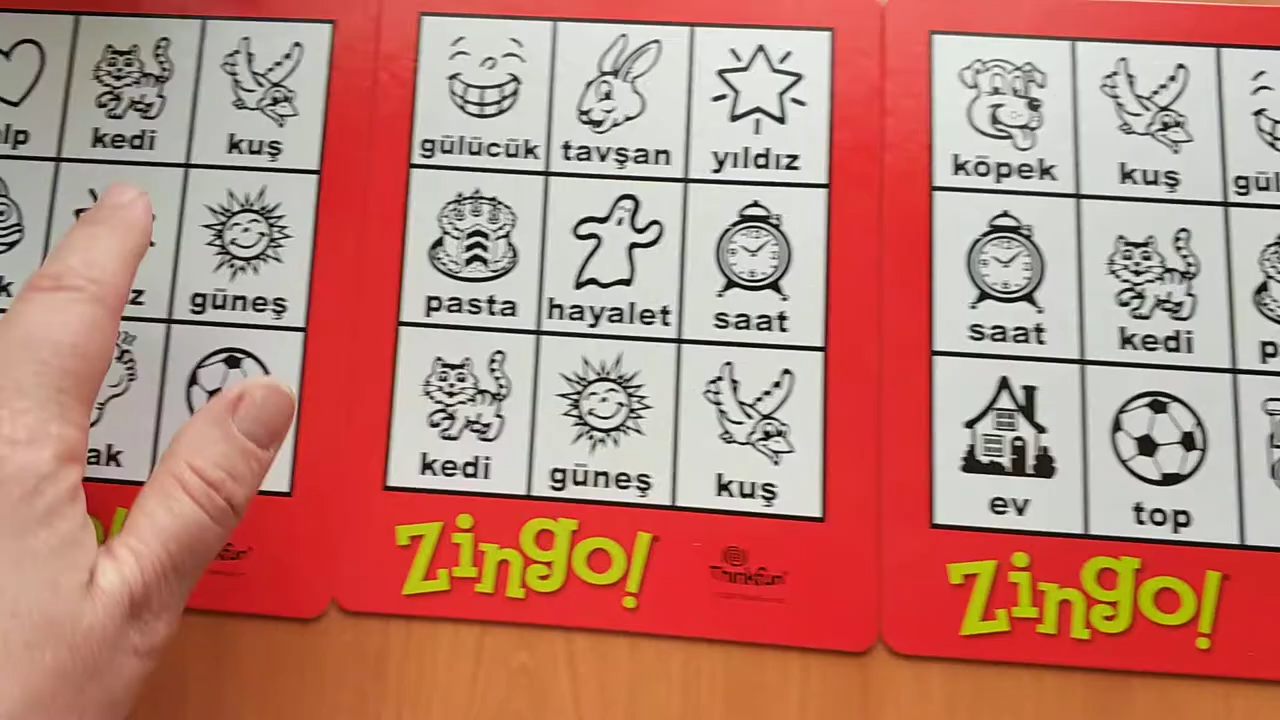 kedi kuş
güneş
gülücük tavşan yıldız
pasta hayalet saat
kedi güneş kuş
Zingo!
ThinkFun
köpek kuş
saat kedi
ev top
Zingo!